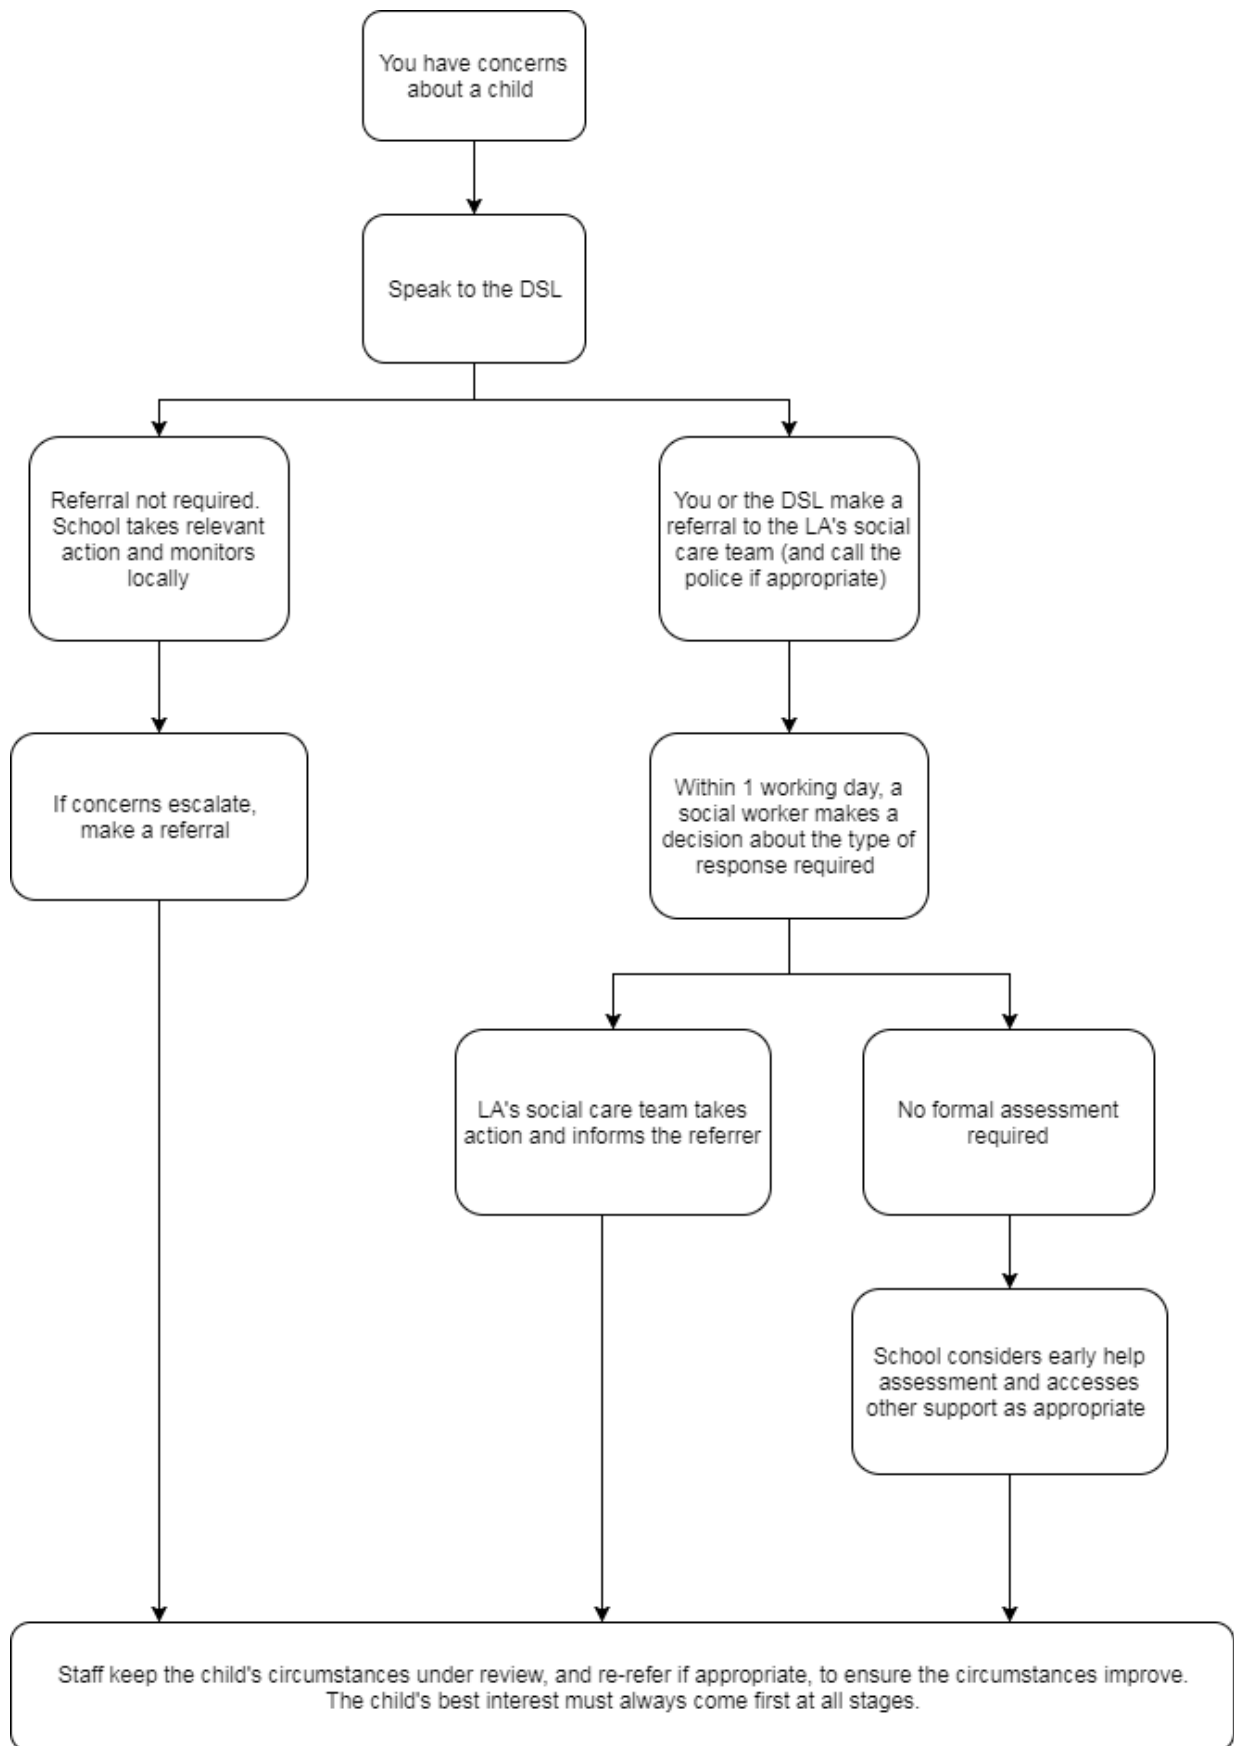 You have concerns
about a child
Speak to the DSL
Referral not required.
School takes relevant
action and monitors
locally
You or the DSL make a
referral to the LA's social
care team (and call the
police if appropriate)
If concerns escalate,
make a referral
Within 1 working day, a
social worker makes a
decision about the type of
response required
LA's social care team takes
action and informs the referrer
No formal assessment
required
School considers early help
assessment and accesses
other support as appropriate
Staff keep the child's circumstances under review, and re-refer if appropriate, to ensure the circumstances improve.
The child's best interest must always come first at all stages.